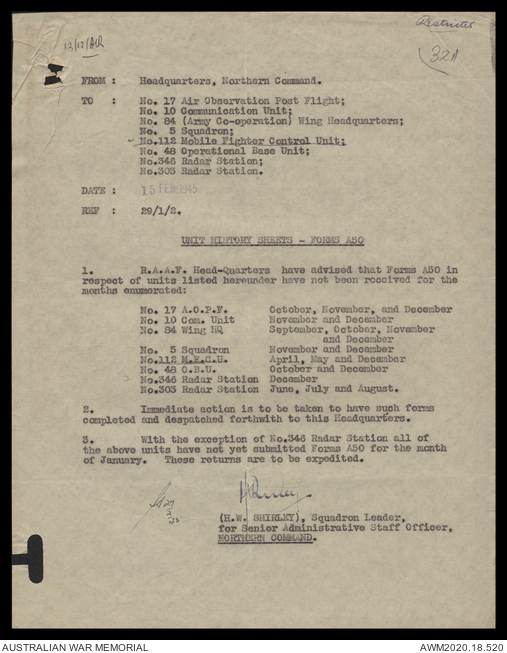 Restricted
13/12/AIR
32A
FROM : Headquarters, Northern Command.
TO : No. 17 Air Observation Post Flight;
No. 10 Communication Unit;
No. 84 (Army Co-operation) Wing Headquarters;
No. 5 Squadron;
No.112 Mobile Fighter Control Unit;
No. 48 Operational Base Unit;
No.346 Radar Station;
No.303 Radar Station.
DATE : 15 FEB 1945
REF : 29/1/2.
UNIT HISTORY SHEETS - FORMS A50
1. R.A.A.F. Head-Quarters have advised that Forms A50 in
respect of units listed hereunder have not been received for the
months enumerated:
No. 17 A.O.P.F. October, November, and December
No. 10 Com. Unit November and December
No. 84 Wing HQ September, October, November
and December
No. 5 Squadron November and December
No.112 M.F.C.U. April, May and December
No. 48 O.B.U. October and December
No.346 Radar Station December
No.303 Radar Station June, July and August.
2. Immediate action is to be taken to have such forms
completed and despatched forthwith to this Headquarters.
3. With the exception of No.346 Radar Station all of
the above units have not yet submitted Forms A50 for the month
of January. These returns are to be expedited.
(H.W. SHIRLEY), Squadron Leader,
for Senior Administrative Staff Officer,
NORTHERN COMMAND.
AUSTRALIAN WAR MEMORIAL AWM2020.18.520